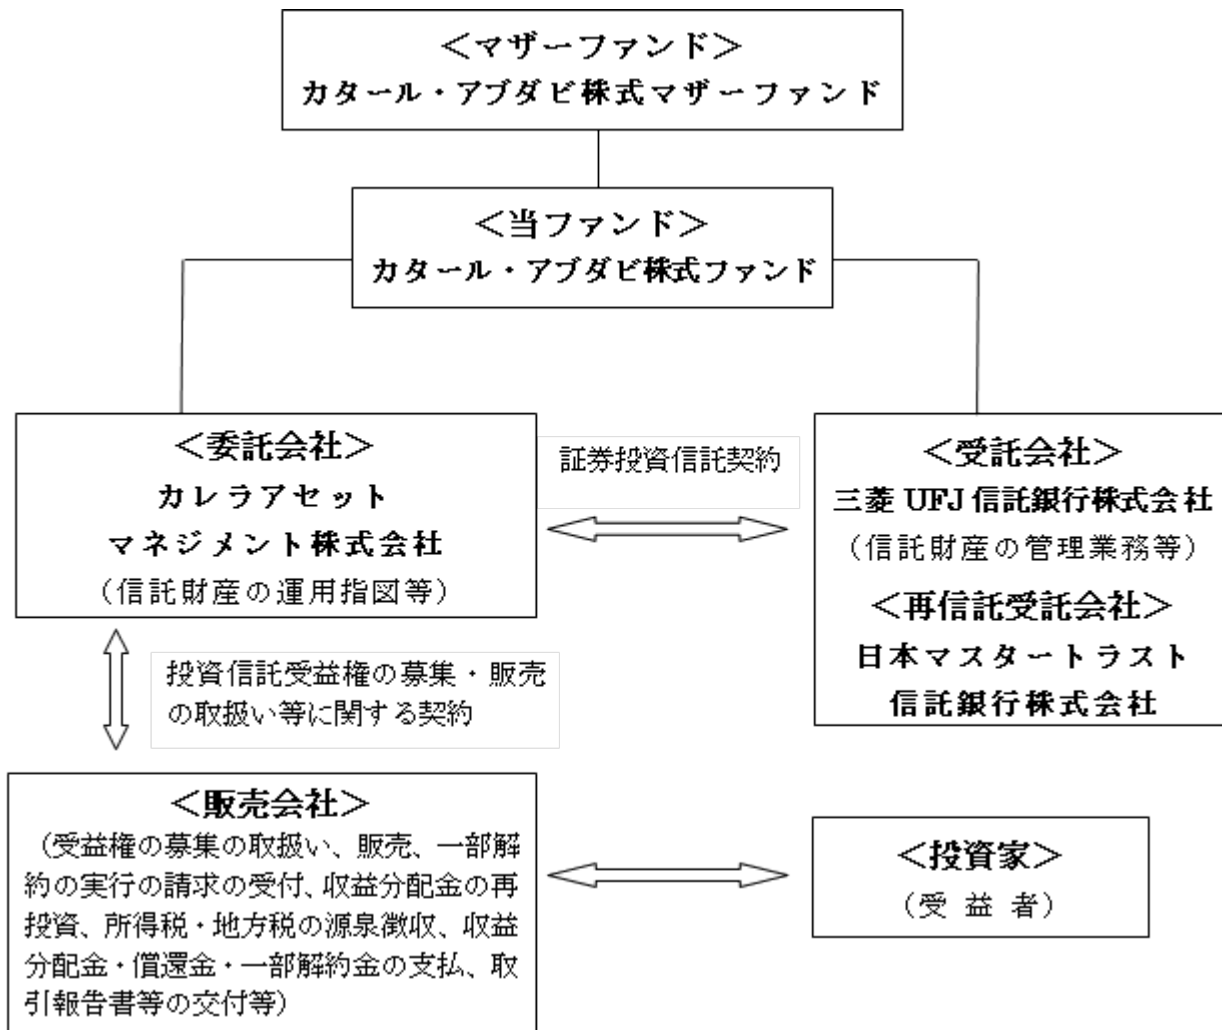 ＜マザーファンド＞
カタール・アブダビ株式マザーファンド
＜当ファンド＞
カタール・アブダビ株式ファンド
＜委託会社＞
カレラアセット
マネジメント株式会社
（信託財産の運用指図等）
証券投資信託契約
＜受託会社＞
三菱 UFJ 信託銀行株式会社
（信託財産の管理業務等）
＜再信託受託会社＞
日本マスタートラスト
信託銀行株式会社
投資信託受益権の募集・販売
の取扱い等に関する契約
＜販売会社＞
（受益権の募集の取扱い、販売、一部解
約の実行の請求の受付、収益分配金の再
投資、所得税・地方税の源泉徴収、収益
分配金・償還金・一部解約金の支払、取
引報告書等の交付等）
＜投資家＞
（受 益 者）